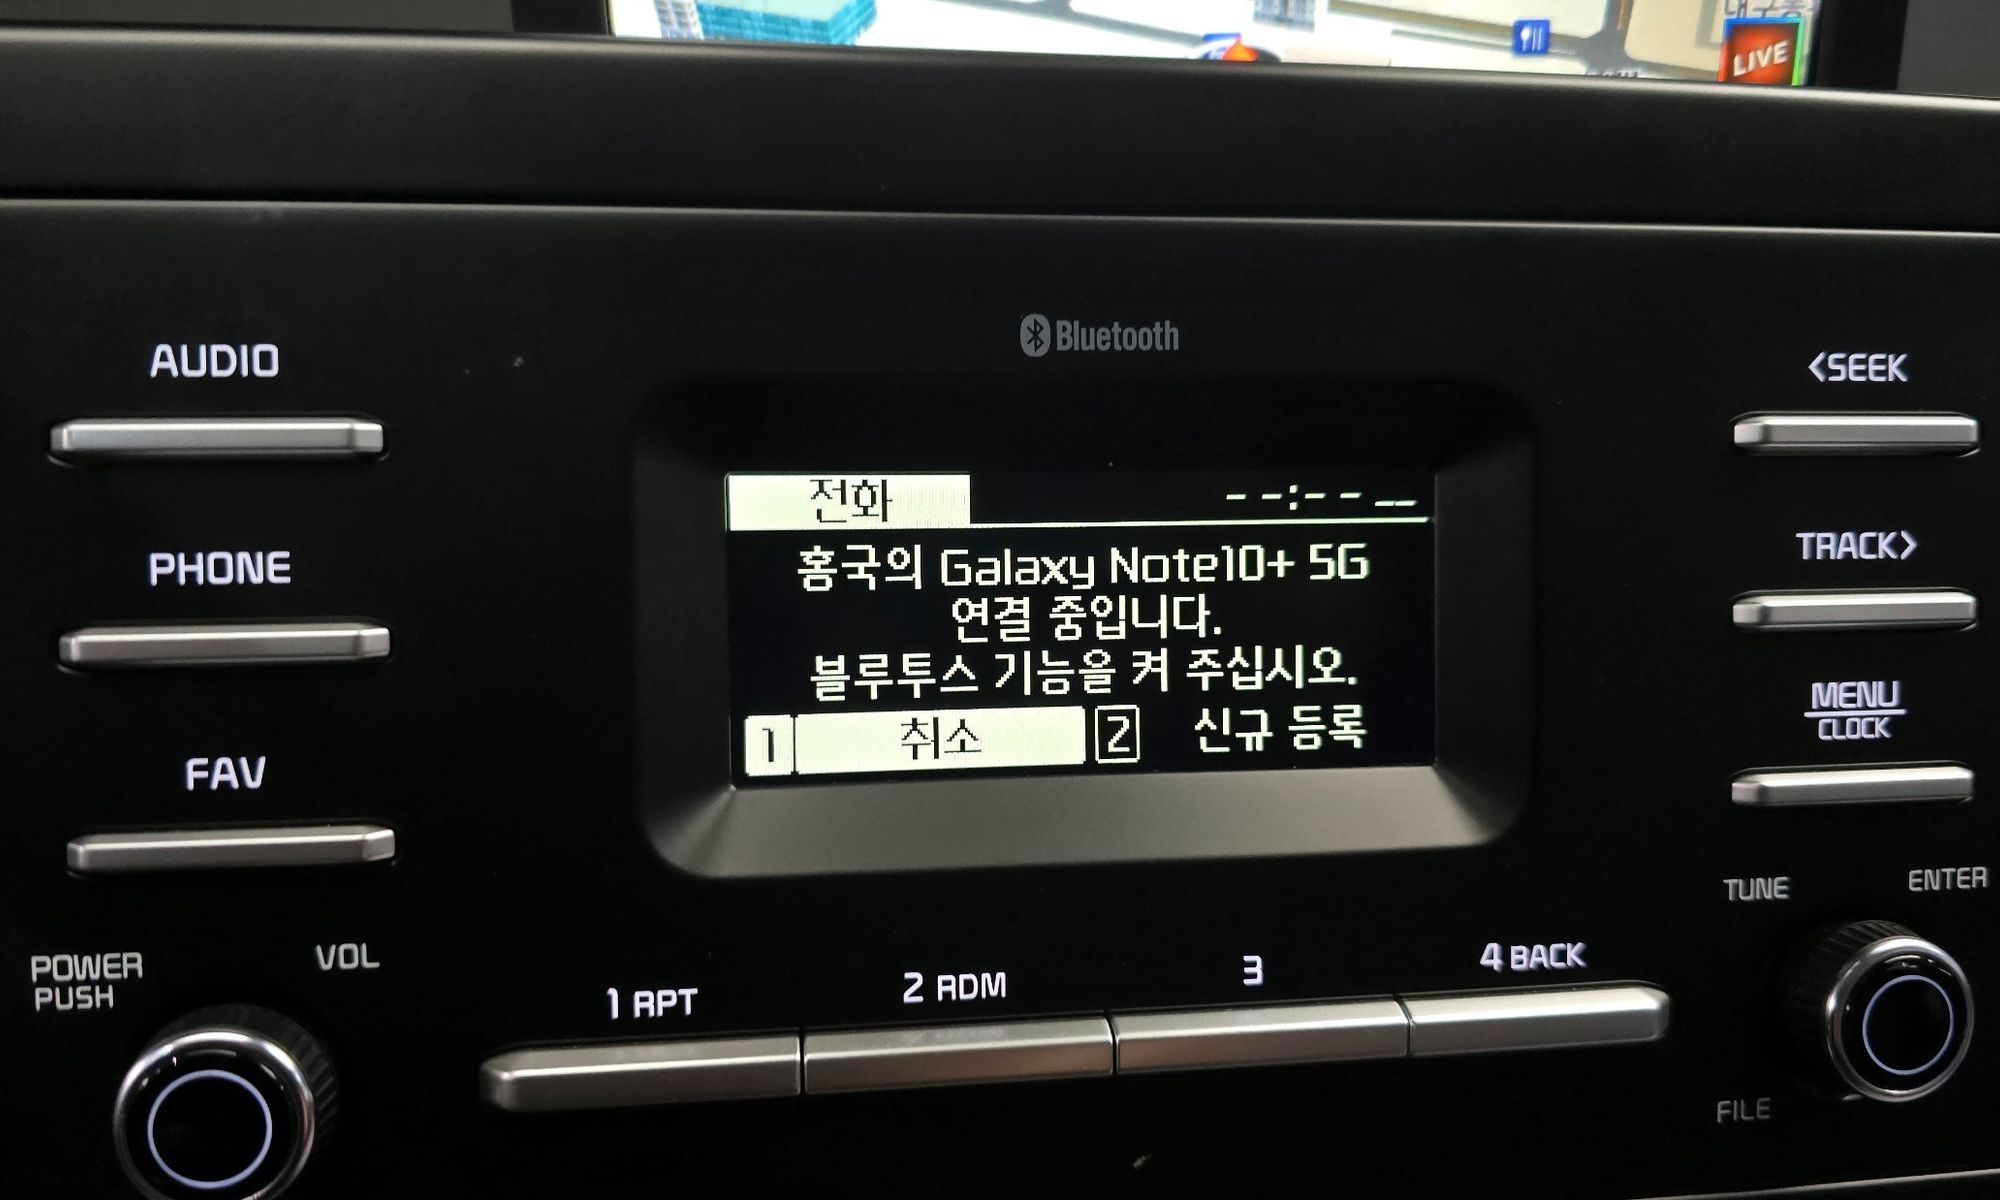 LIVE
Bluetooth
AUDIO
PHONE
FAV
POWER
PUSH
VOL
전화
--:-- __
홍국의 Galaxy Note10+ 5G
연결 중입니다.
블루투스 기능을 켜 주십시오.
1 취소 2 신규 등록
1 RPT
2 RDM
3
4 BACK
<SEEK
TRACK>
MENU
CLOCK
TUNE
ENTER
FILE